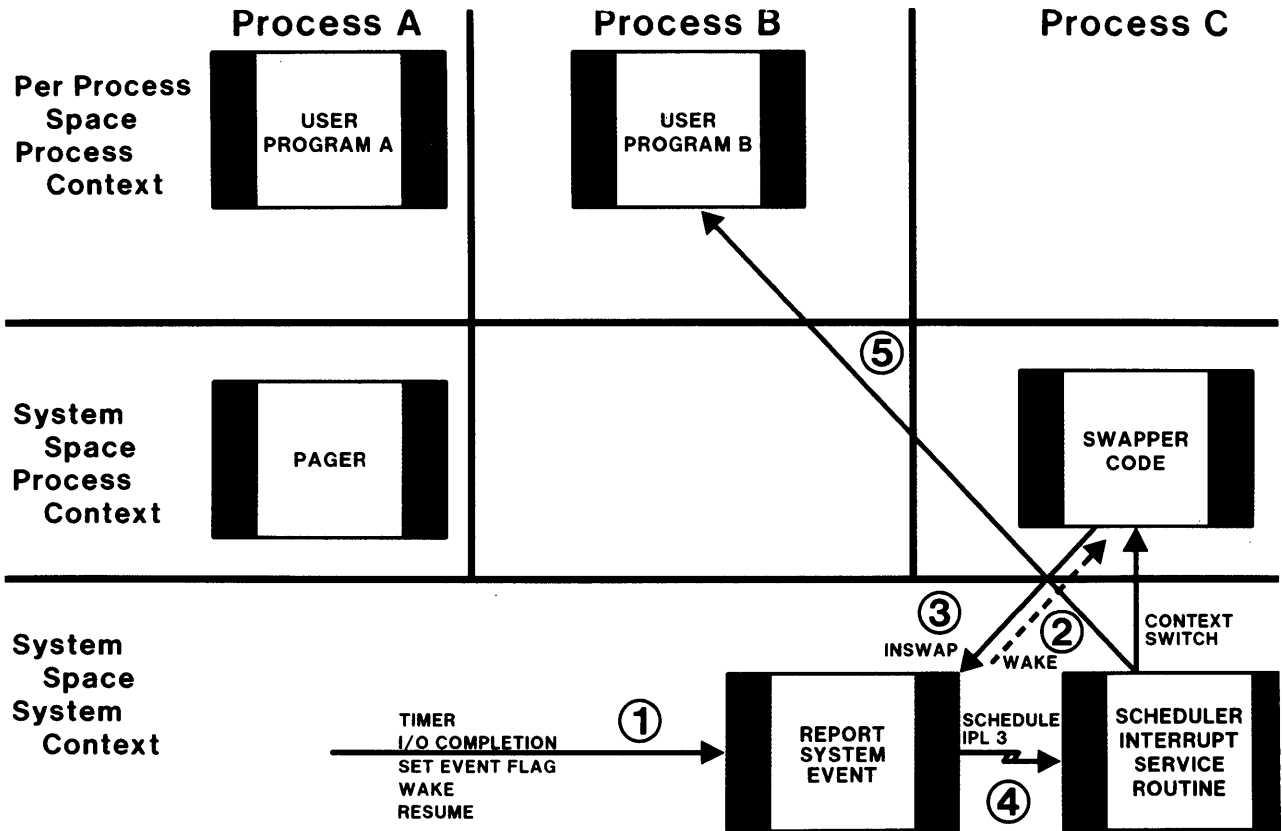 Process A
Process B
Process C
Per Process
Space
Process
Context
USER
PROGRAM A
USER
PROGRAM B
⑤
System
Space
Process
Context
PAGER
SWAPPER
CODE
System
Space
System
Context
③
INSWAP
②
WAKE
CONTEXT
SWITCH
TIMER
I/O COMPLETION
SET EVENT FLAG
WAKE
RESUME
①
REPORT
SYSTEM
EVENT
SCHEDULE
IPL 3
④
SCHEDULER
INTERRUPT
SERVICE
ROUTINE